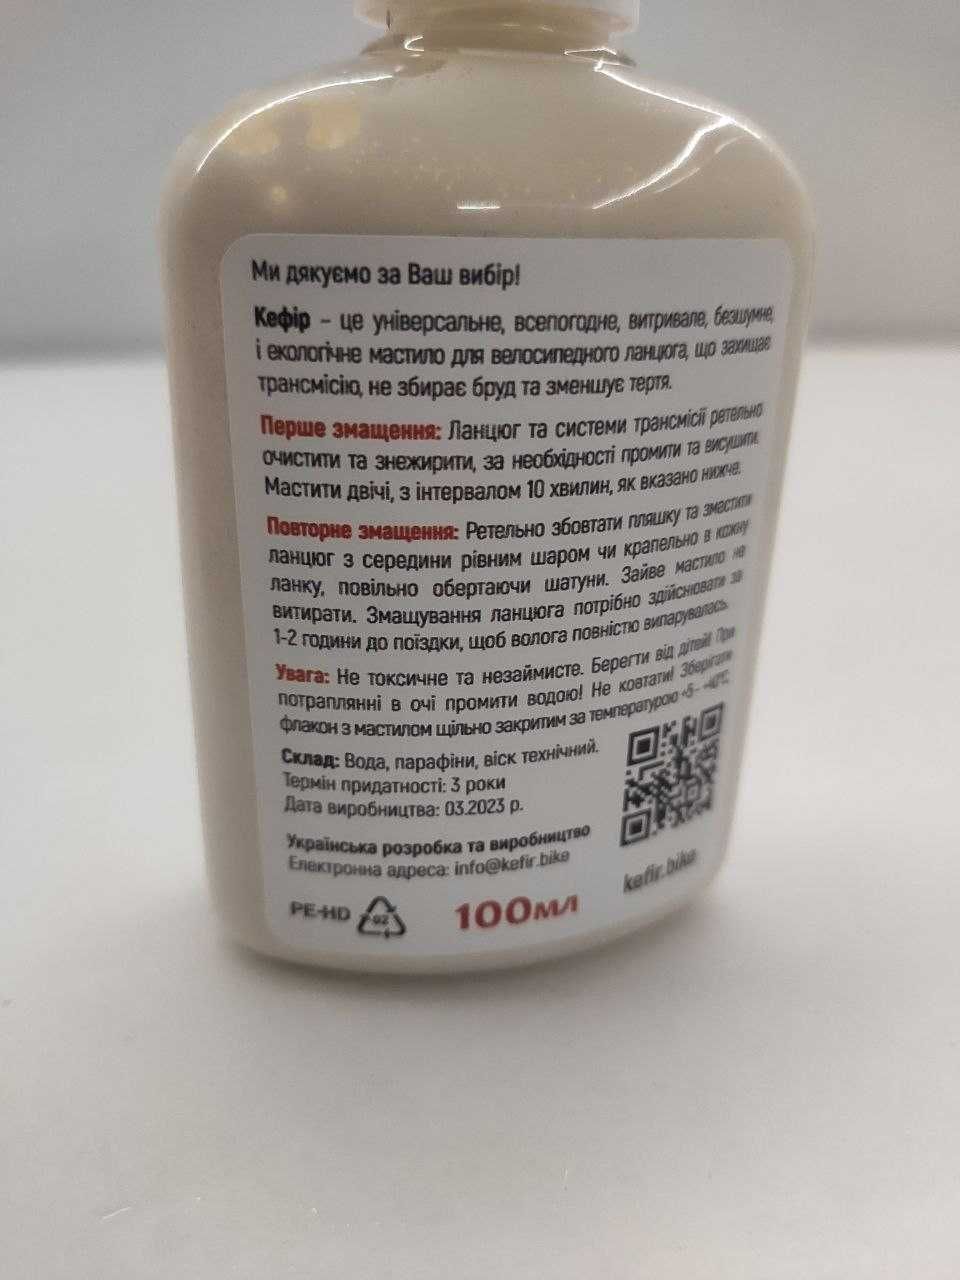 Ми дякуємо за Ваш вибір!
Кефір – це універсальне, всепогодне, витривале, безшумне,
і екологічне мастило для велосипедного ланцюга, що захищає
трансмісію, не збирає бруд та зменшує тертя.
Перше змащення: Ланцюг та системи трансмісії ретельно
очистити та знежирити, за необхідності промити та висушити.
Мастити двічі, з інтервалом 10 хвилин, як вказано нижче.
Повторне змащення: Ретельно збовтати пляшку та змастити
ланцюг з середини рівним шаром чи крапельно в кожну
ланку, повільно обертаючи шатуни. Зайве мастило не
витирати. Змащування ланцюга потрібно здійснювати за
1-2 години до поїздки, щоб волога повністю випарувалась.
Увага: Не токсичне та незаймисте. Берегти від дітей! При
потраплянні в очі промити водою! Не ковтати! Зберігати
флакон з мастилом щільно закритим за температурою +5- +40°C
Склад: Вода, парафіни, віск технічний.
Термін придатності: 3 роки
Дата виробництва: 03.2023 р.
Українська розробка та виробництво
Електронна адреса: info@kefir.bike
kefir.bike
PE-HD 02 100мл